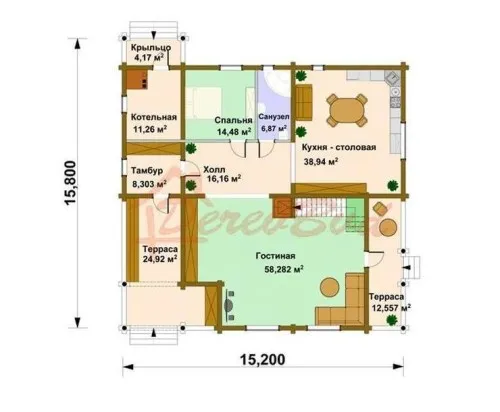 Крыльцо
4,17 м²
Котельная
11,26 м²
Спальня
14,48 м²
Санузел
6,87 м²
Кухня - столовая
38,94 м²
Тамбур
8,303 м²
Холл
16,16 м²
Терраса
24,92 м²
Гостиная
58,282 м²
Терраса
12,557 м²
15,800
15,200